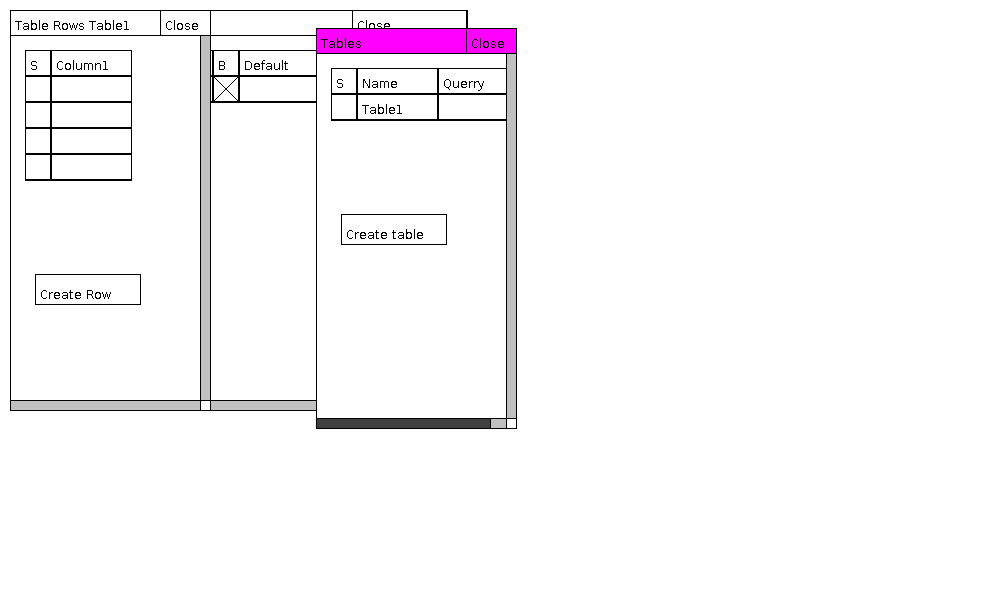 Table Rows Table1 Close
S Column1
Create Row
Close
B Default
Tables Close
S Name Querry
Table1
Create table